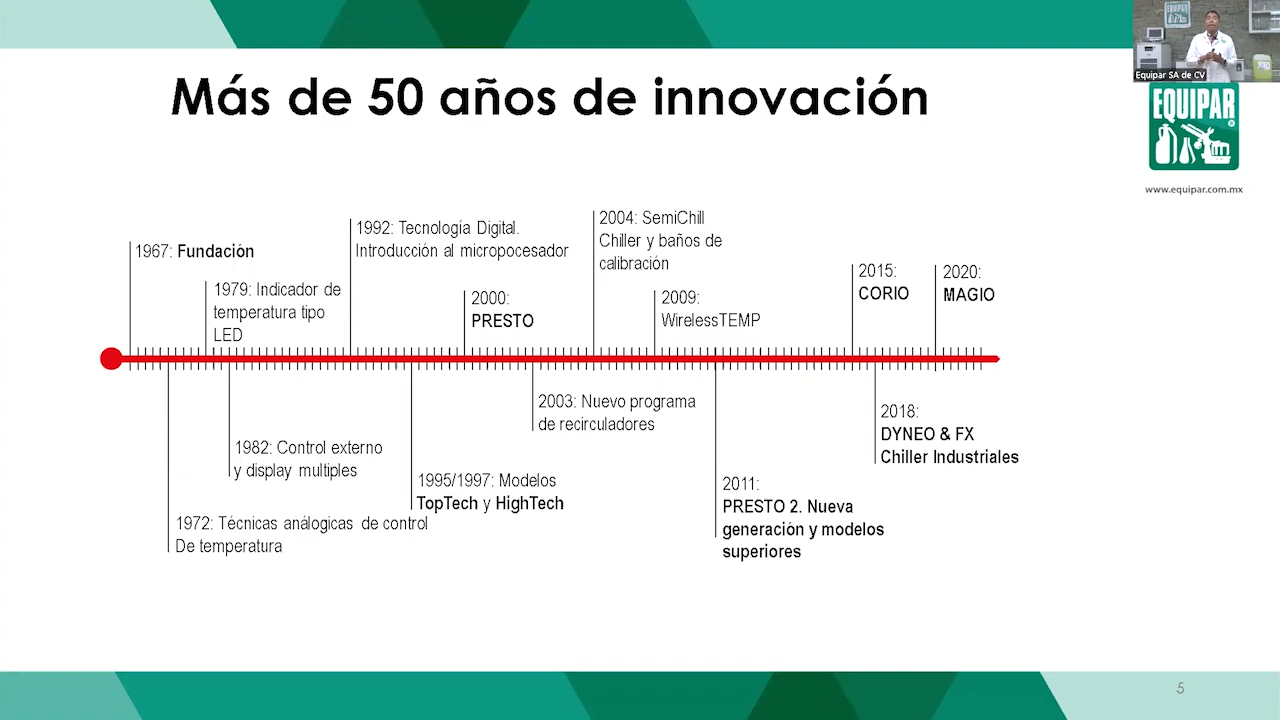 Más de 50 años de innovación
Equipar SA de CV
EQUIPAR
www.equipar.com.mx
1967: Fundación
1979: Indicador de
temperatura tipo
LED
1992: Tecnología Digital.
Introducción al micropocesador
2000:
PRESTO
2004: SemiChill
Chiller y baños de
calibración
2009:
WirelessTEMP
2015:
CORIO
2020:
MAGIO
1972: Técnicas análogicas de control
De temperatura
1982: Control externo
y display multiples
1995/1997: Modelos
TopTech y HighTech
2003: Nuevo programa
de recirculadores
2011:
PRESTO 2. Nueva
generación y modelos
superiores
2018:
DYNEO & FX
Chiller Industriales
5